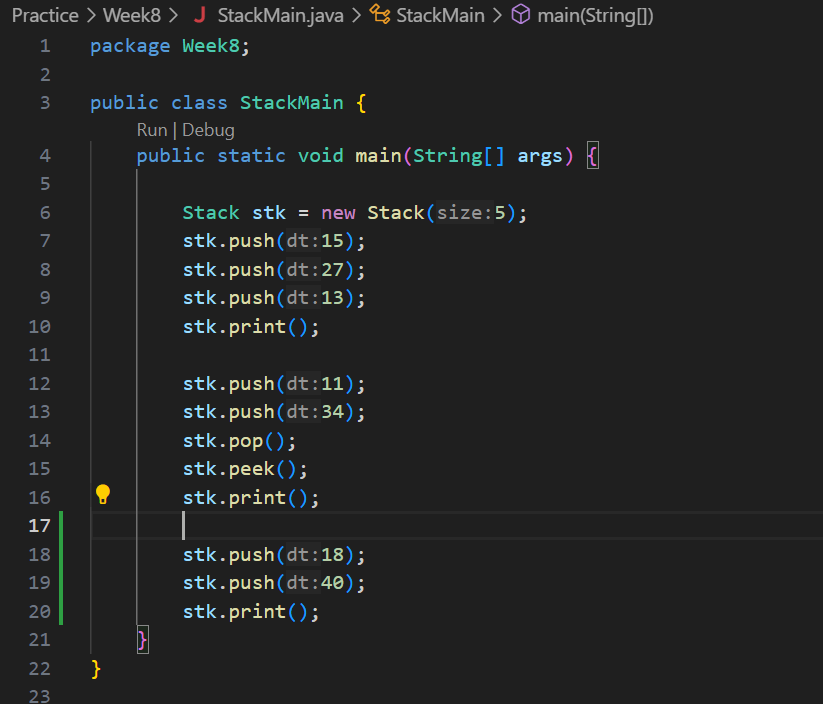 Practice > Week8 > J StackMain.java > StackMain > main(String[])
1 package Week8;
2
3 public class StackMain {
Run | Debug
4 public static void main(String[] args) {
5
6 Stack stk = new Stack(size:5);
7 stk.push(dt:15);
8 stk.push(dt:27);
9 stk.push(dt:13);
10 stk.print();
11
12 stk.push(dt:11);
13 stk.push(dt:34);
14 stk.pop();
15 stk.peek();
16 stk.print();
17
18 stk.push(dt:18);
19 stk.push(dt:40);
20 stk.print();
21 }
22 }
23